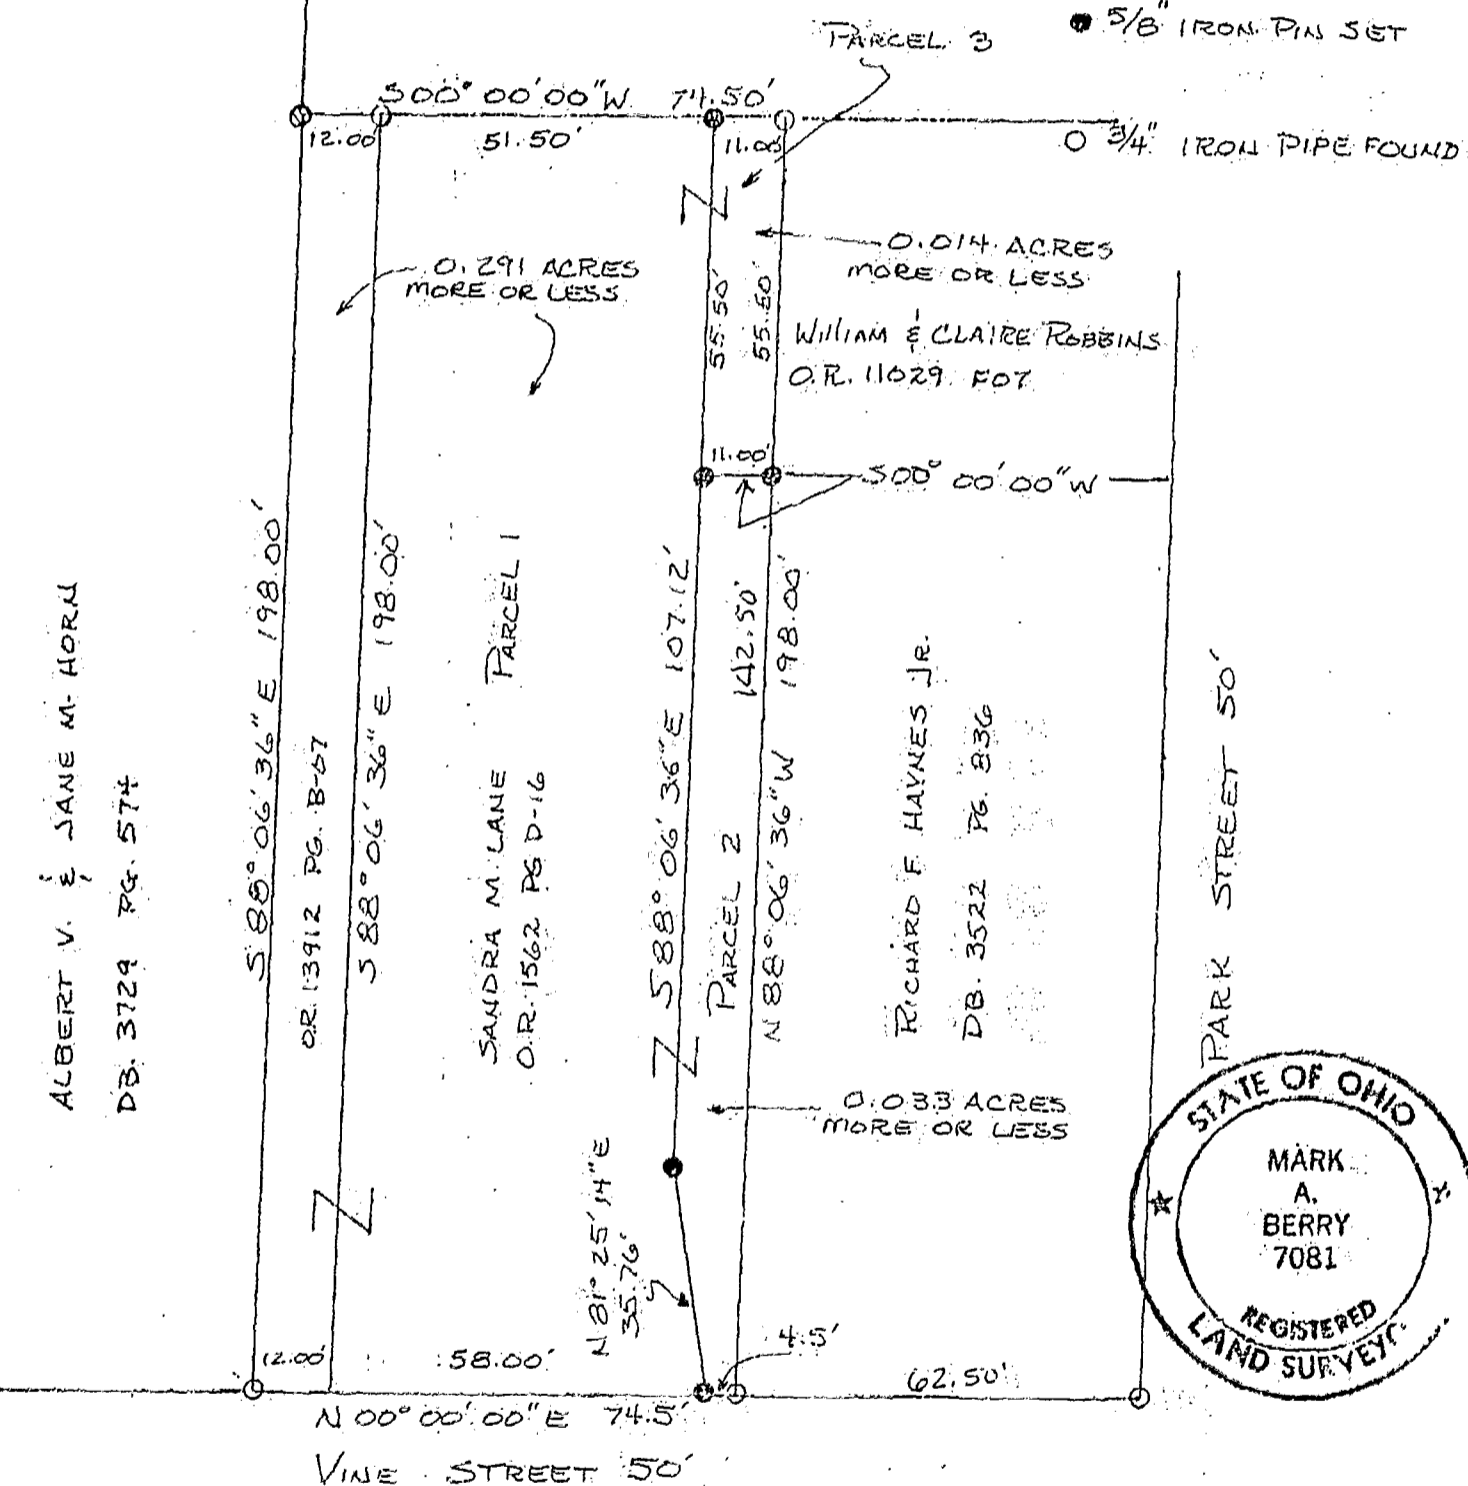 PARCEL 3
5/8" IRON PIN SET
S00° 00' 00" W 74.50'
12.00'
51.50'
11.00'
3/4" IRON PIPE FOUND
0.291 ACRES
MORE OR LESS
0.014 ACRES
MORE OR LESS
55.50'
55.50'
WILLIAM & CLAIRE ROBBINS
O.R. 11029 F07
11.00'
S00° 00' 00" W
ALBERT V. & JANE M. HORN
DB. 3729 PG. 574
S 88° 06' 36" E 198.00'
O.R. 13912 PG. B-07
S 88° 06' 36" E 198.00'
SANDRA M. LANE PARCEL 1
O.R. 1562 PG D-16
S 88° 06' 36" E 107.12'
PARCEL 2 142.50'
N 88° 06' 36" W 198.00'
RICHARD F. HAYNES JR.
DB. 3522 PG. 836
PARK STREET 50'
0.033 ACRES
MORE OR LESS
N 81° 25' 14" E
35.76'
STATE OF OHIO
MARK
A.
BERRY
7081
REGISTERED
LAND SURVEYO
12.00'
58.00'
4.5'
62.50'
N 00° 00' 00" E 74.5'
VINE STREET 50'